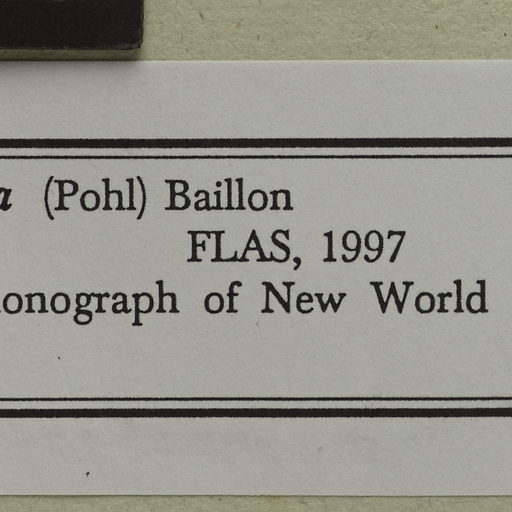 a (Pohl) Baillon
FLAS, 1997
onograph of New World